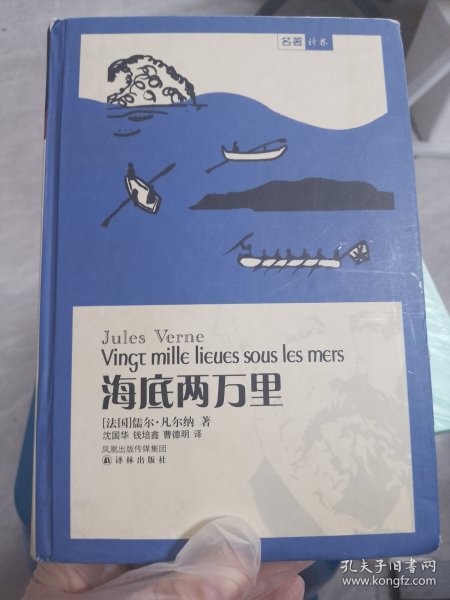 名著译林
Jules Verne
Vingt mille lieues sous les mers
海底两万里
[法国]儒尔·凡尔纳 著
沈国华 钱培鑫 曹德明 译
凤凰出版传媒集团
译林出版社
孔夫子旧书网
www.kongfz.com